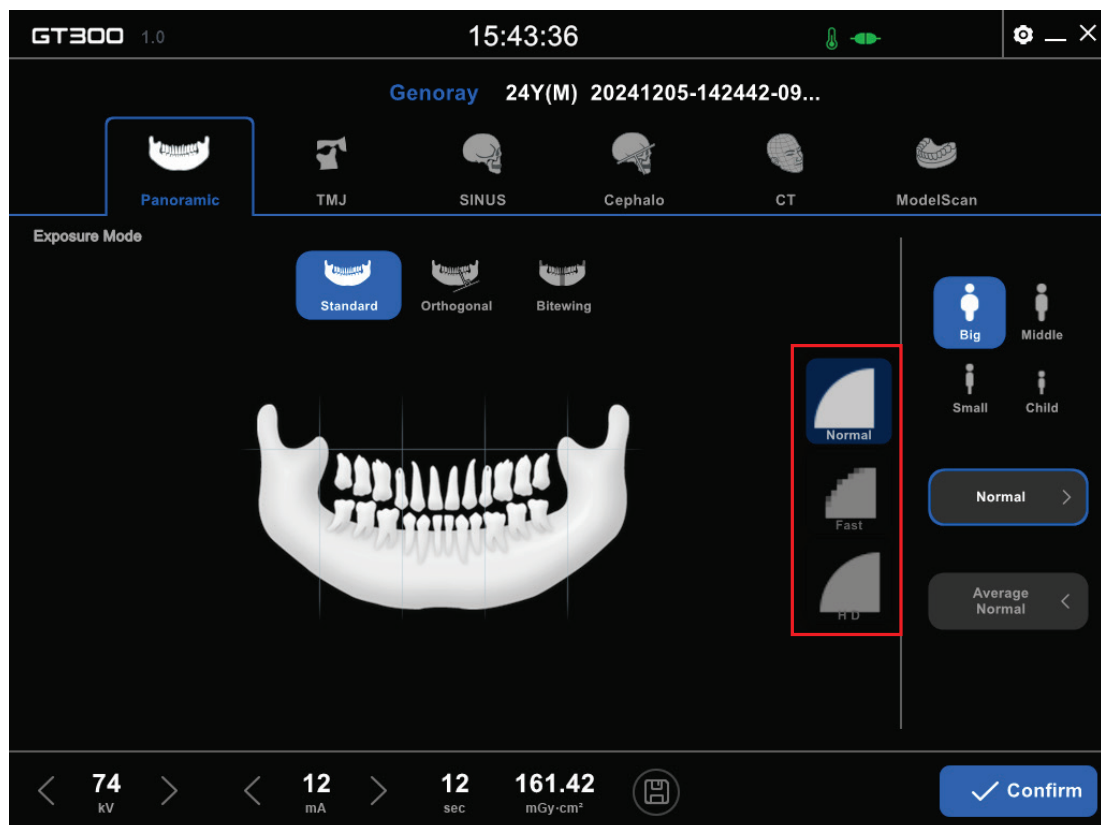 GT300 1.0 15:43:36
Genoray 24Y(M) 20241205-142442-09...
Panoramic TMJ SINUS Cephalo CT ModelScan
Exposure Mode
Standard Orthogonal Bitewing
Big Middle
Small Child
Normal
Fast
H D
Normal
Average
Normal
74 12 12 161.42
kV mA sec mGy·cm²
Confirm